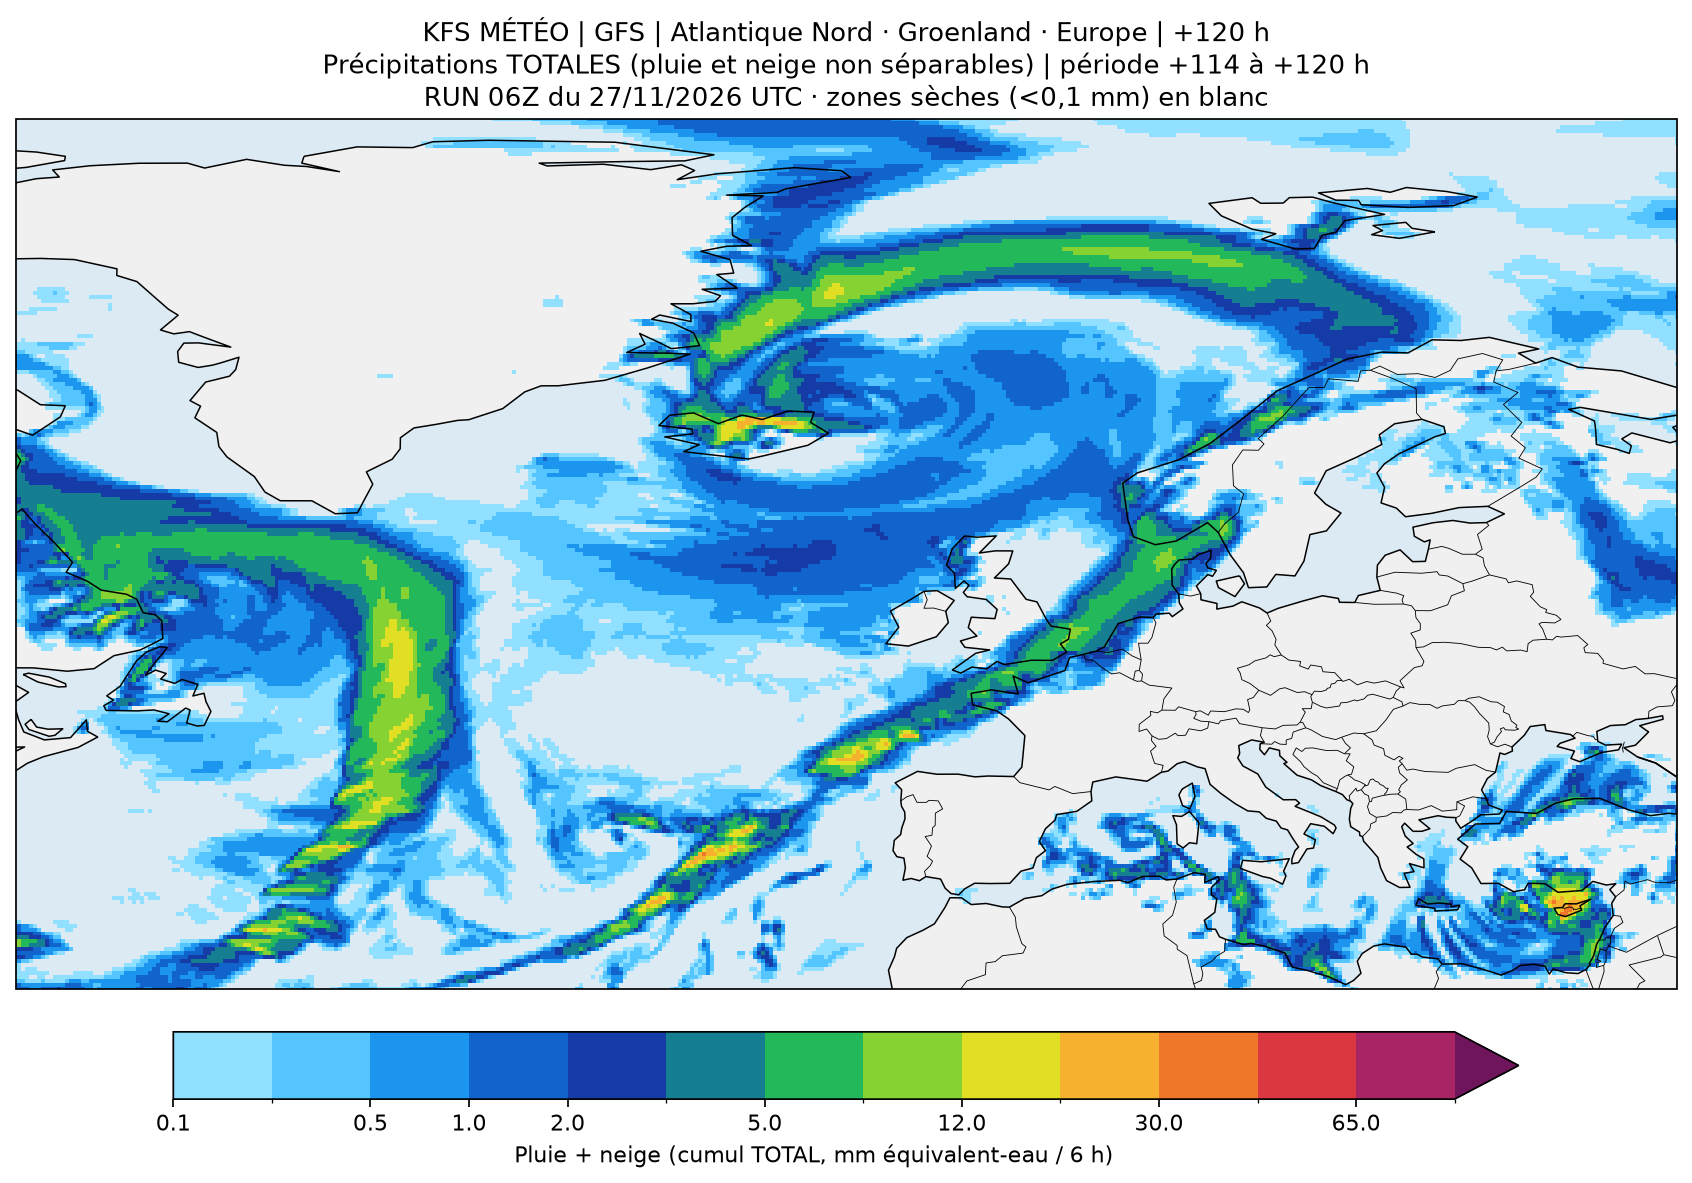 KFS MÉTÉO | GFS | Atlantique Nord · Groenland · Europe | +120 h
Précipitations TOTALES (pluie et neige non séparables) | période +114 à +120 h
RUN 06Z du 27/11/2026 UTC · zones sèches (<0,1 mm) en blanc
0.1 0.5 1.0 2.0 5.0 12.0 30.0 65.0
Pluie + neige (cumul TOTAL, mm équivalent-eau / 6 h)